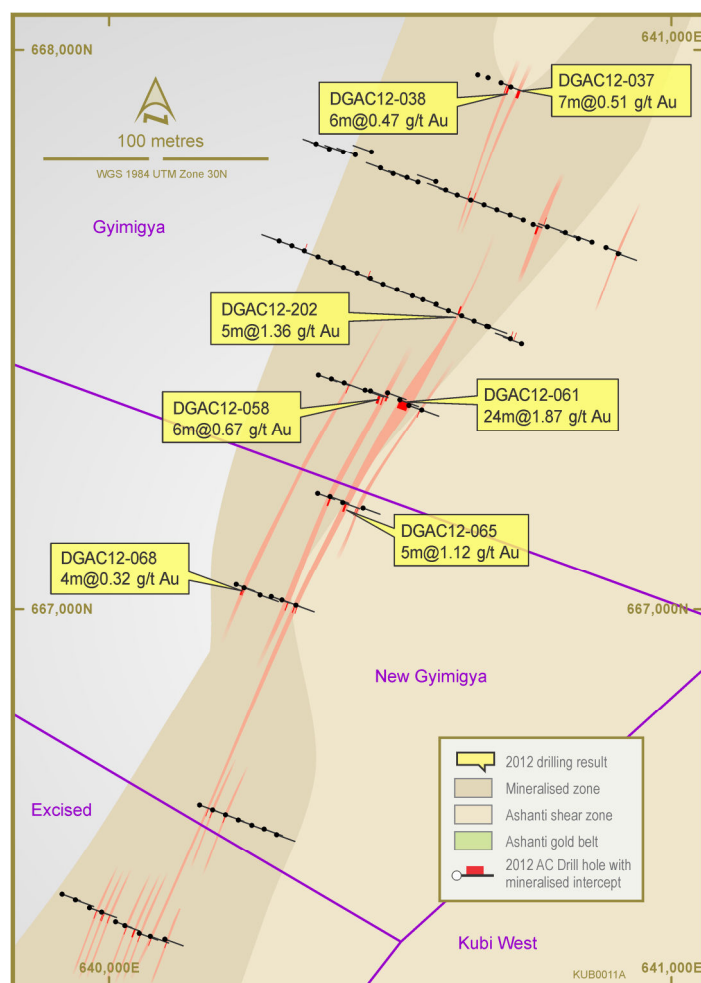 668,000N
641,000E
DGAC12-038
6m@0.47 g/t Au
DGAC12-037
7m@0.51 g/t Au
N
100 metres
WGS 1984 UTM Zone 30N
Gyimigya
DGAC12-202
5m@1.36 g/t Au
DGAC12-058
6m@0.67 g/t Au
DGAC12-061
24m@1.87 g/t Au
DGAC12-065
5m@1.12 g/t Au
DGAC12-068
4m@0.32 g/t Au
667,000N
667,000N
New Gyimigya
2012 drilling result
Mineralised zone
Ashanti shear zone
Ashanti gold belt
2012 AC Drill hole with
mineralised intercept
Excised
Kubi West
640,000E
641,000E
KUB0011A